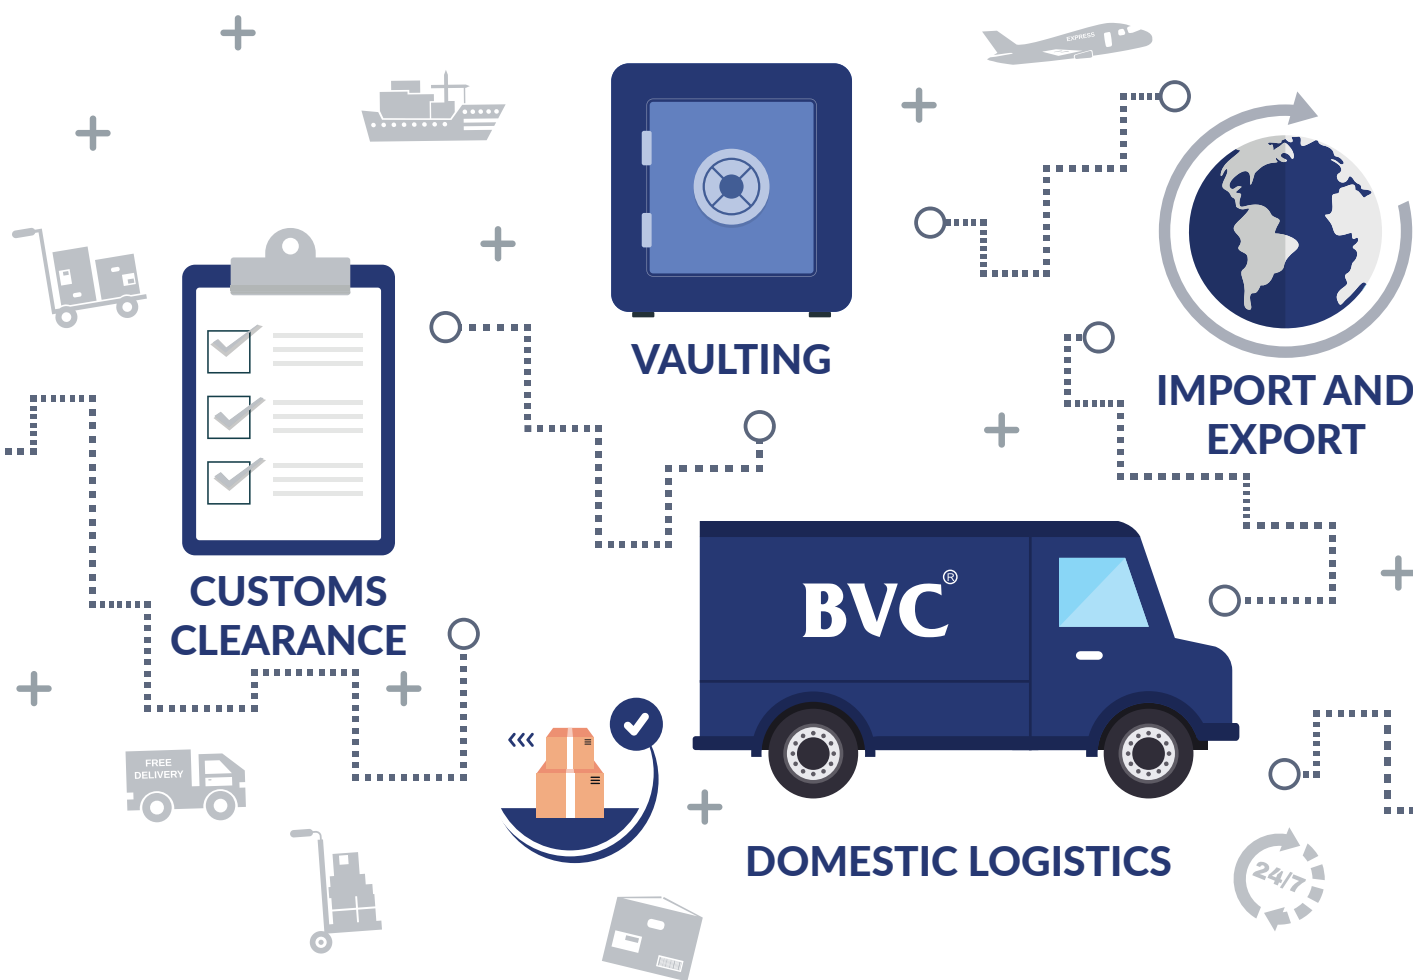 EXPRESS
VAULTING
IMPORT AND
EXPORT
CUSTOMS
CLEARANCE
BVC®
FREE
DELIVERY
DOMESTIC LOGISTICS
24/7